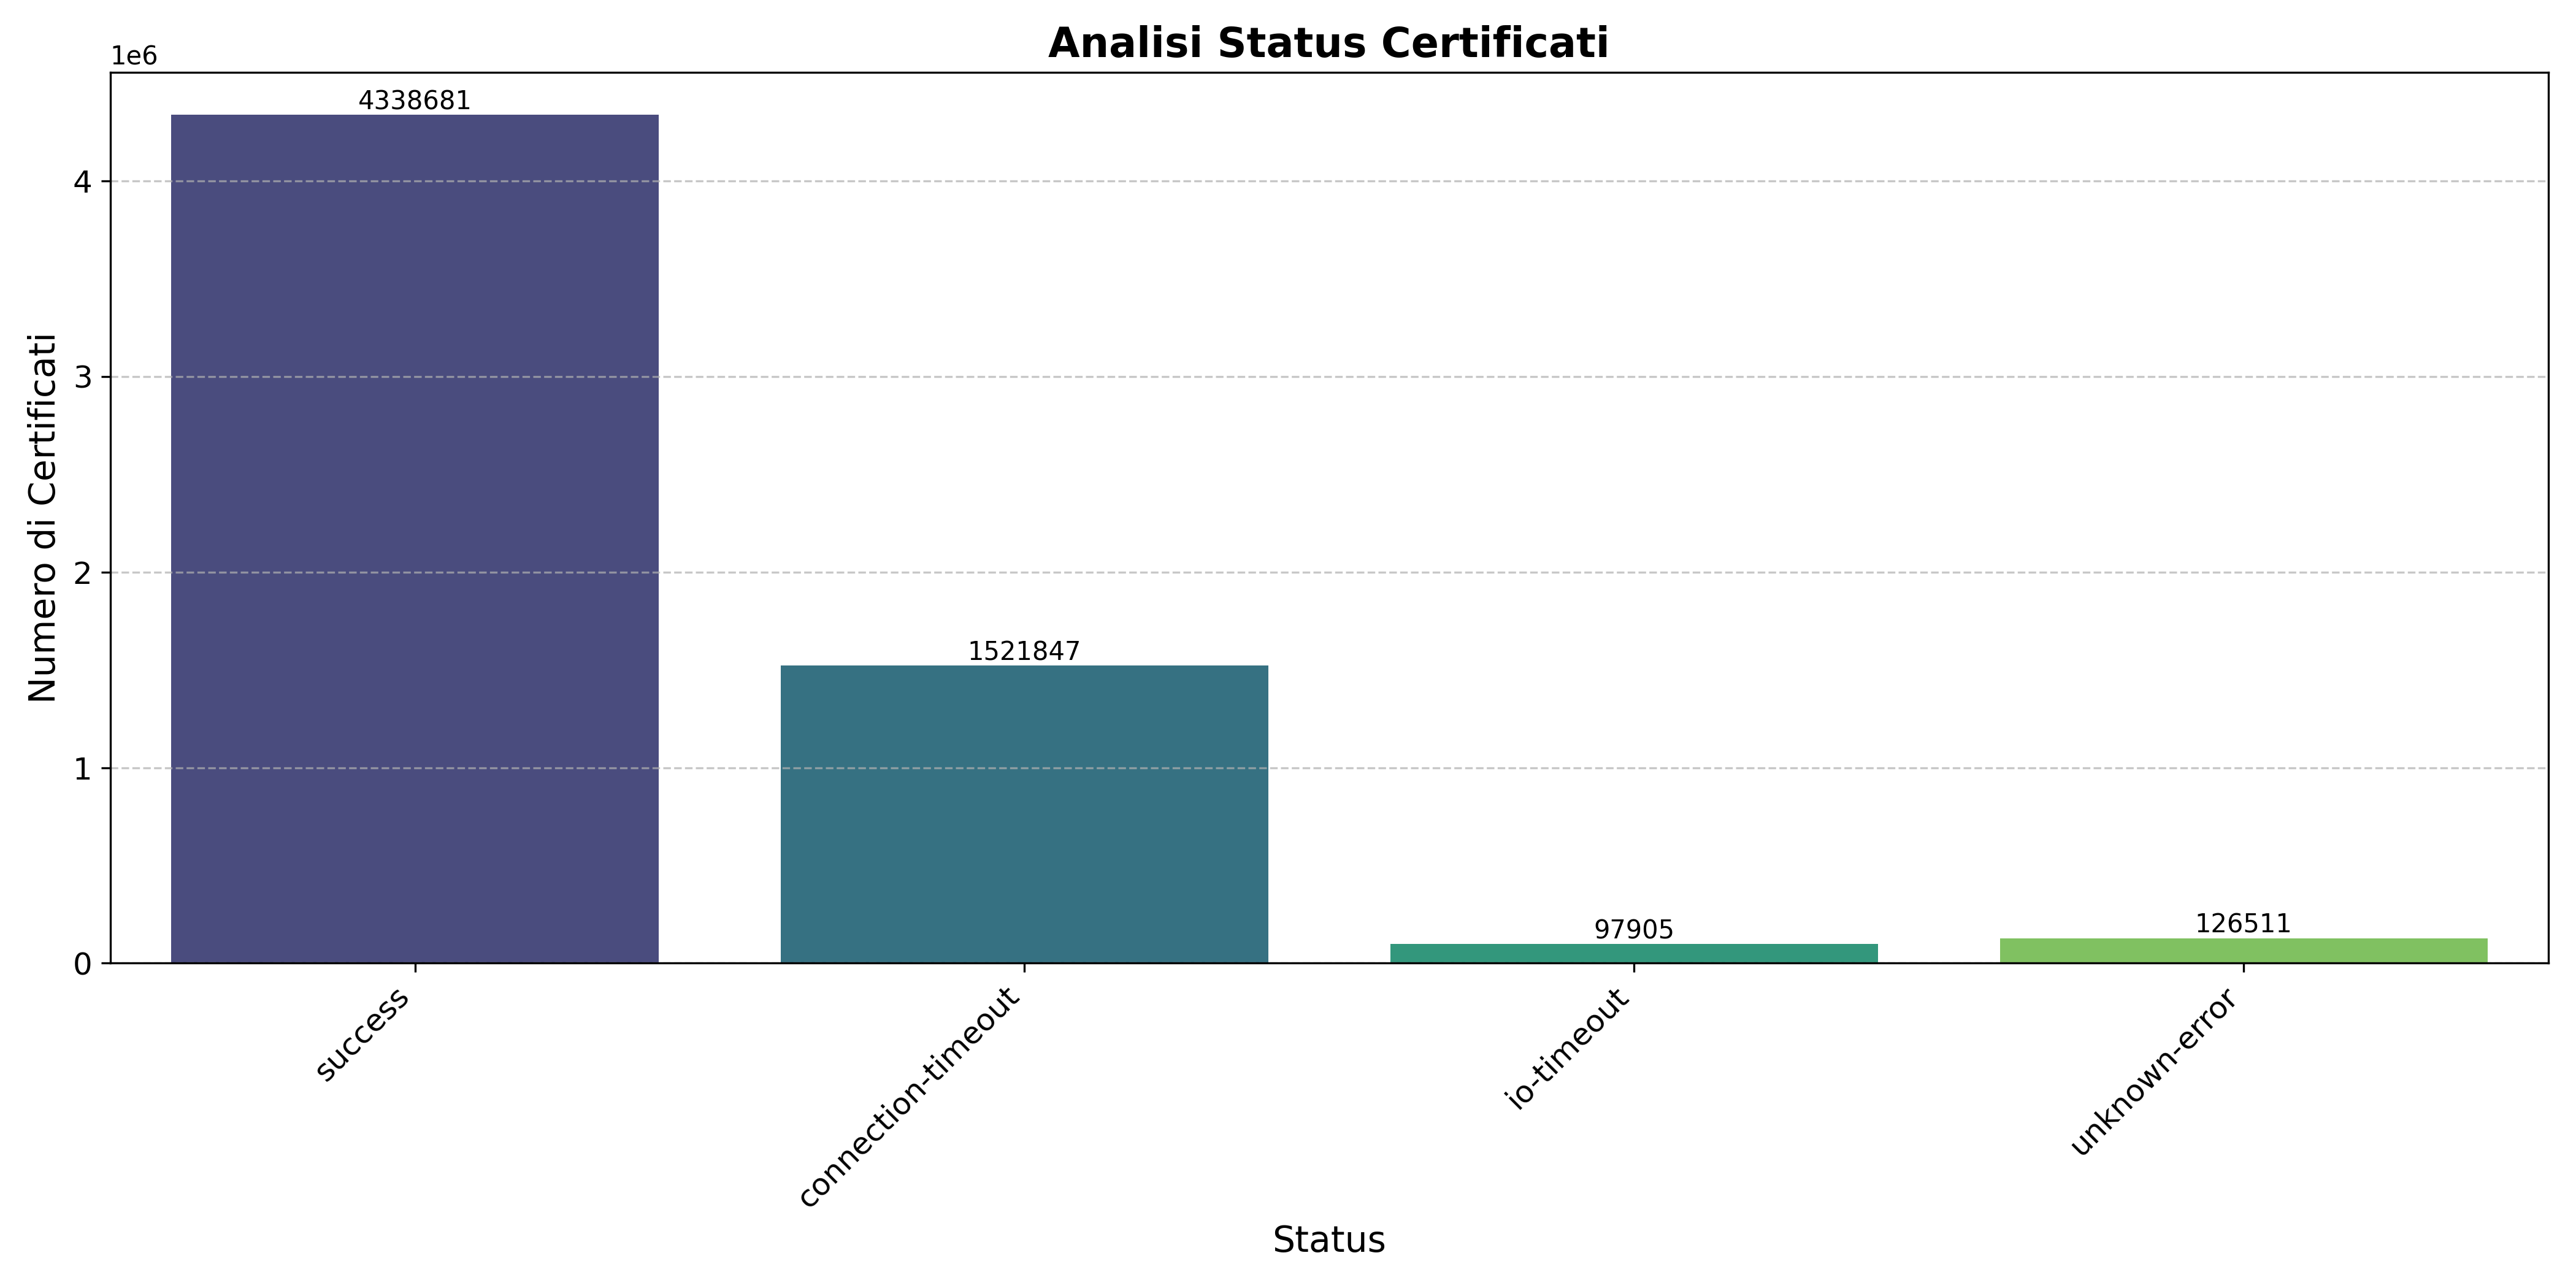 Analisi Status Certificati
1e6
4338681
4
3
Numero di Certificati
2
1521847
1
97905
126511
0
success
connection-timeout
io-timeout
unknown-error
Status